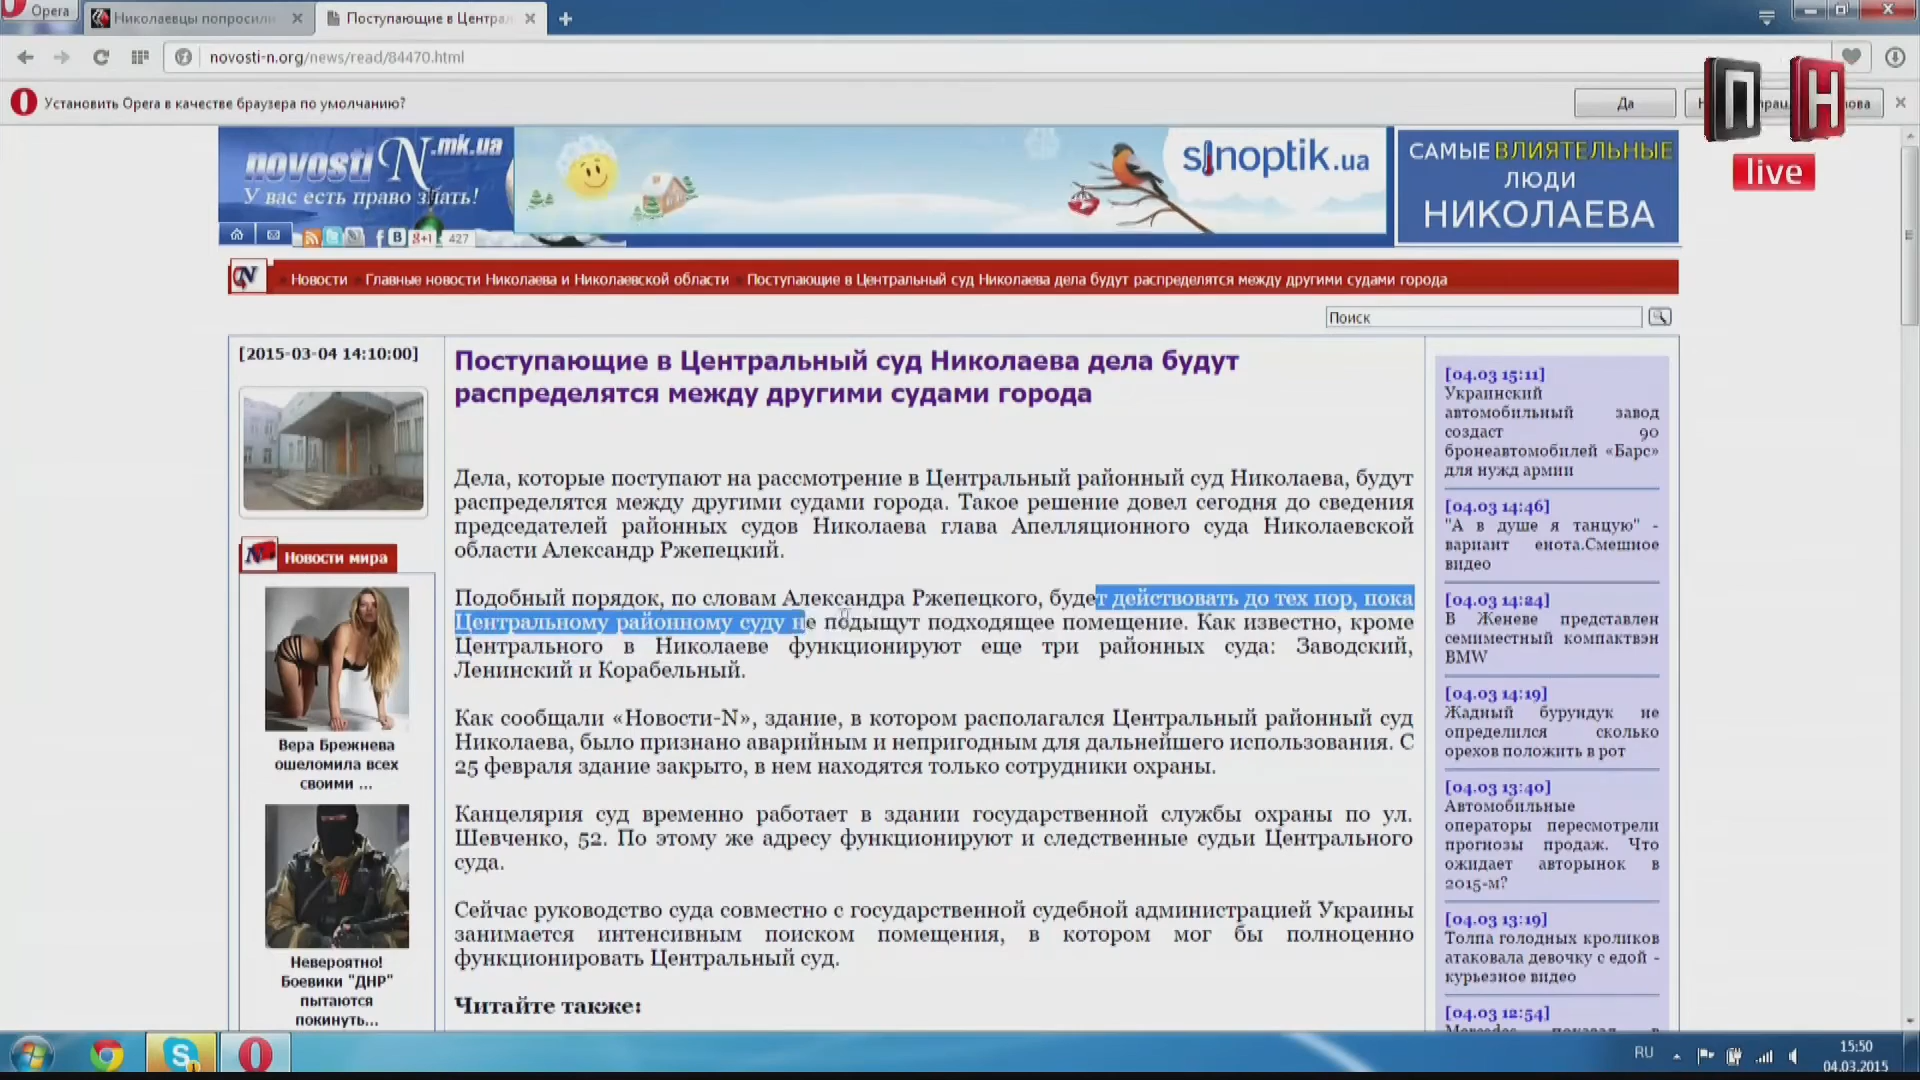 Opera
Николаевцы попросили
Поступающие в Централ
novosti-n.org/news/read/84470.html
Установить Opera в качестве браузера по умолчанию?
Да
ПН
live
novosti N.mk.ua
У вас есть право знать!
427
sinoptik.ua
САМЫЕ ВЛИЯТЕЛЬНЫЕ
ЛЮДИ
НИКОЛАЕВА
Новости
Главные новости Николаева и Николаевской области
Поступающие в Центральный суд Николаева дела будут распределятся между другими судами города
Поиск
[2015-03-04 14:10:00]
Новости мира
Вера Брежнева
ошеломила всех
своими ...
Невероятно!
Боевики "ДНР"
пытаются
покинуть...
Поступающие в Центральный суд Николаева дела будут
распределятся между другими судами города
Дела, которые поступают на рассмотрение в Центральный районный суд Николаева, будут
распределятся между другими судами города. Такое решение довел сегодня до сведения
председателей районных судов Николаева глава Апелляционного суда Николаевской
области Александр Ржепецкий.
Подобный порядок, по словам Александра Ржепецкого, будет действовать до тех пор, пока
Центральному районному суду не подыщут подходящее помещение. Как известно, кроме
Центрального в Николаеве функционируют еще три районных суда: Заводский,
Ленинский и Корабельный.
Как сообщали «Новости-N», здание, в котором располагался Центральный районный суд
Николаева, было признано аварийным и непригодным для дальнейшего использования. С
25 февраля здание закрыто, в нем находятся только сотрудники охраны.
Канцелярия суд временно работает в здании государственной службы охраны по ул.
Шевченко, 52. По этому же адресу функционируют и следственные судьи Центрального
суда.
Сейчас руководство суда совместно с государственной судебной администрацией Украины
занимается интенсивным поиском помещения, в котором мог бы полноценно
функционировать Центральный суд.
Читайте также:
[04.03 15:11]
Украинский
автомобильный завод
создаст 90
бронеавтомобилей «Барс»
для нужд армии
[04.03 14:46]
"А в душе я танцую" -
вариант енота.Смешное
видео
[04.03 14:24]
В Женеве представлен
семиместный компактвэн
BMW
[04.03 14:19]
Жадный бурундук не
определился сколько
орехов положить в рот
[04.03 13:40]
Автомобильные
операторы пересмотрели
прогнозы продаж. Что
ожидает авторынок в
2015-м?
[04.03 13:19]
Толпа голодных кроликов
атаковала девочку с едой -
курьезное видео
[04.03 12:54]
RU
15:50
04.03.2015